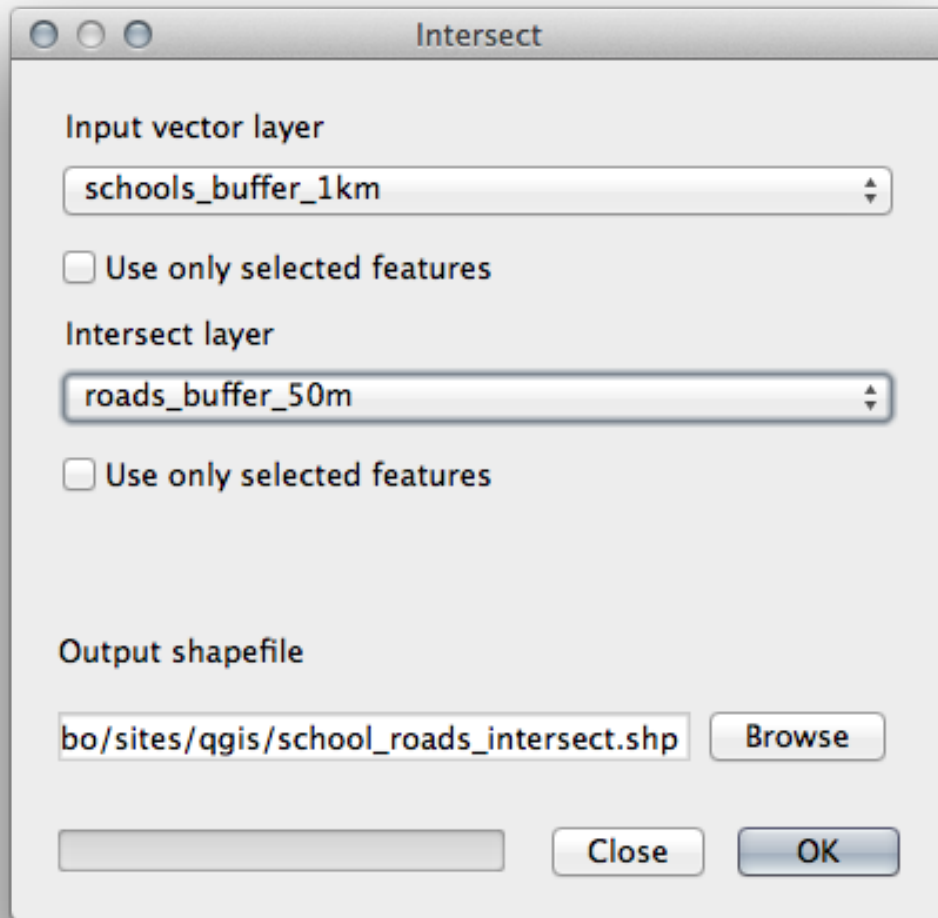 Intersect
Input vector layer
schools_buffer_1km
Use only selected features
Intersect layer
roads_buffer_50m
Use only selected features
Output shapefile
bo/sites/qgis/school_roads_intersect.shp
Browse
Close
OK